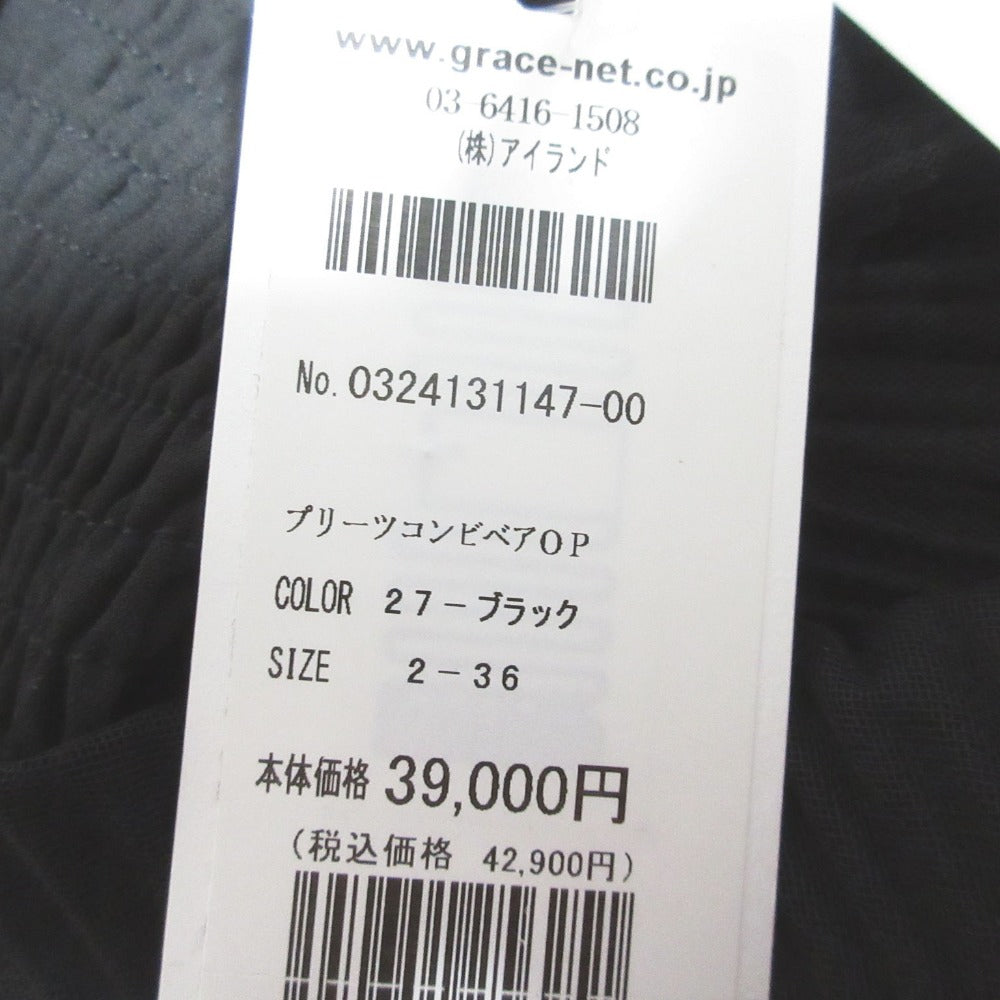 www.grace-net.co.jp
03-6416-1508
(株)アイランド
No. 0324131147-00
プリーツコンビベアOP
COLOR 27-ブラック
SIZE 2-36
本体価格 39,000円
(税込価格 42,900円)